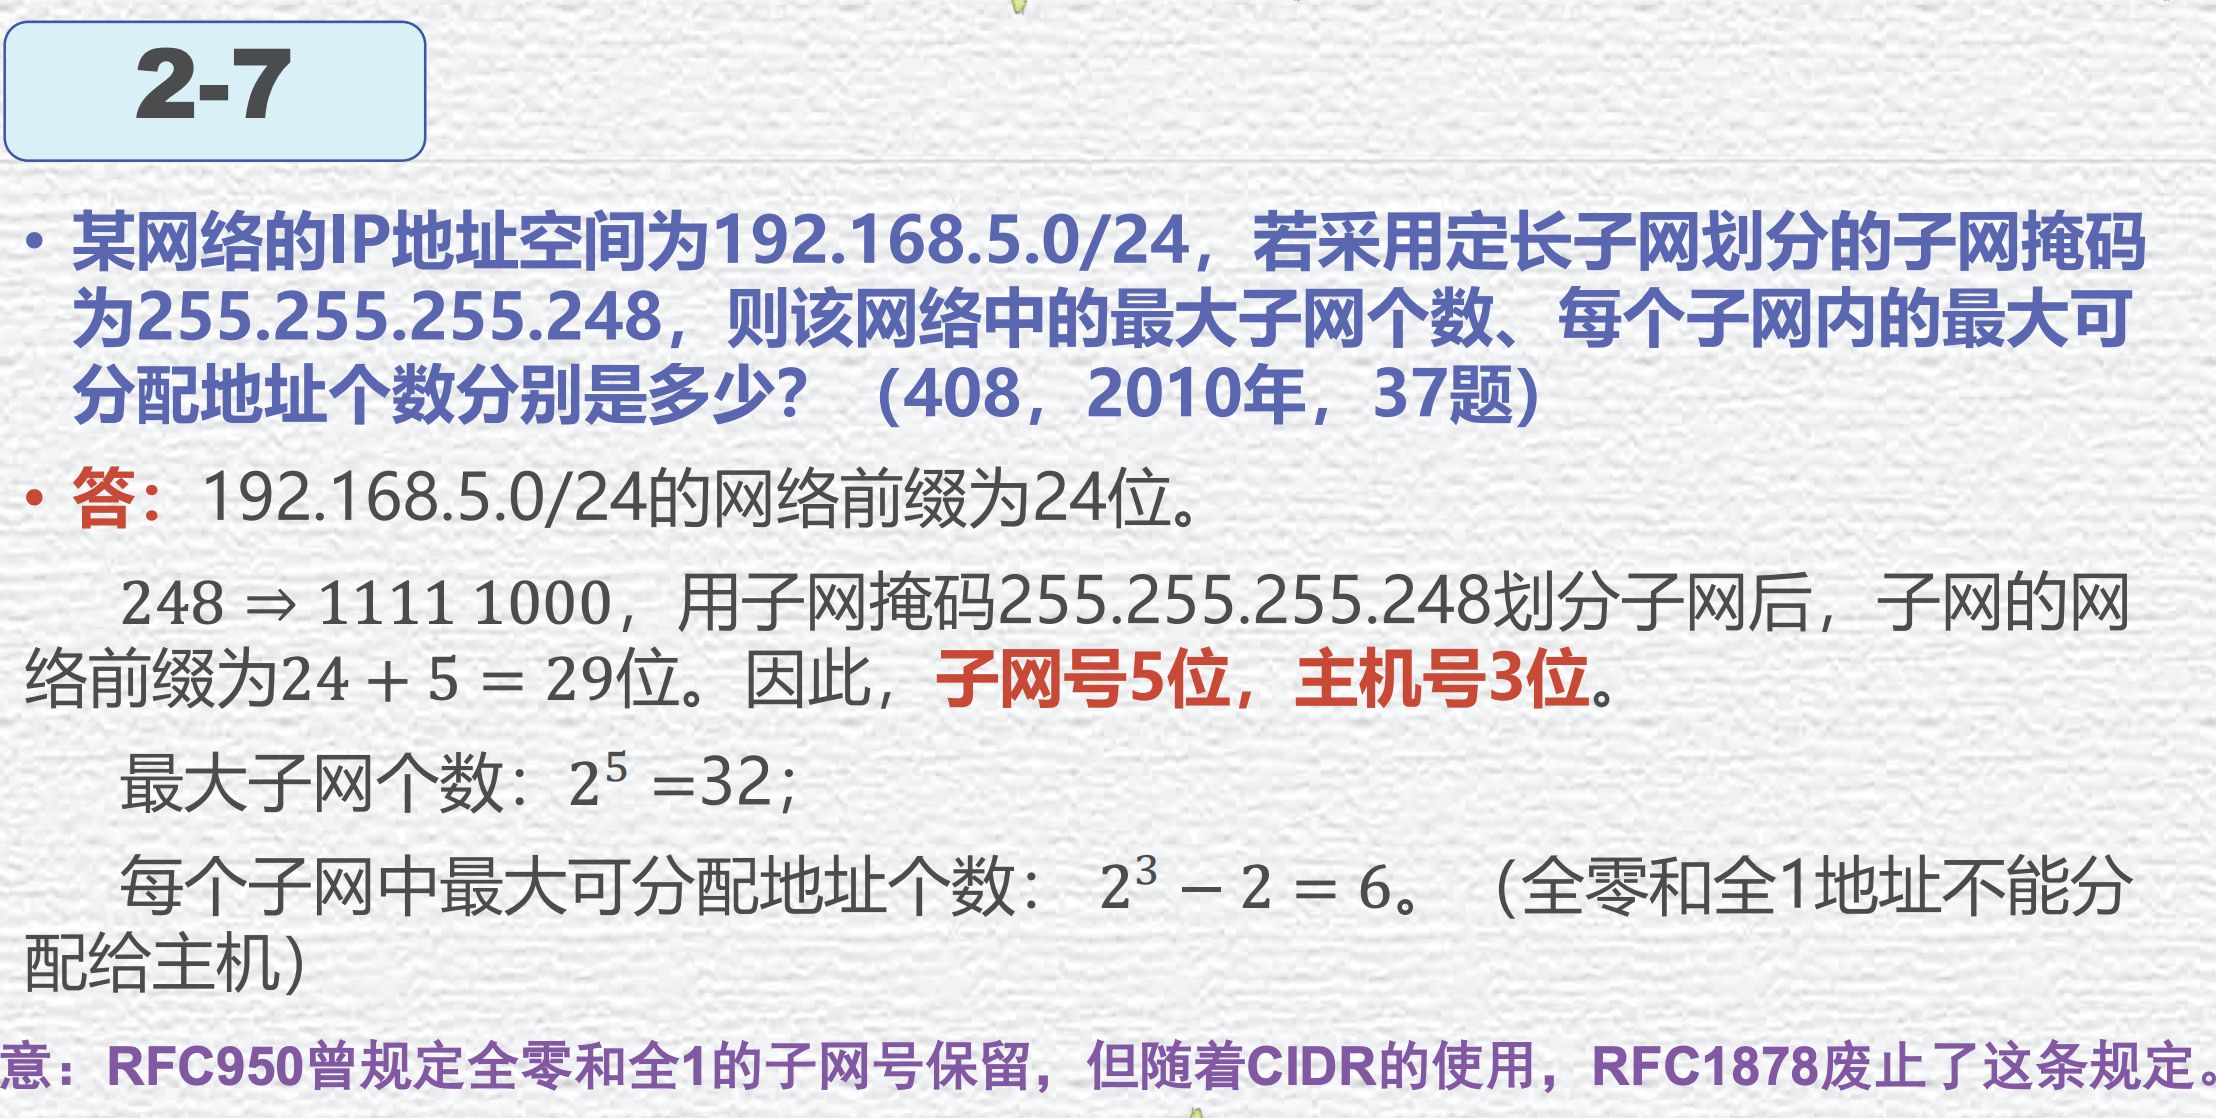 2-7
• 某网络的IP地址空间为192.168.5.0/24，若采用定长子网划分的子网掩码
为255.255.255.248，则该网络中的最大子网个数、每个子网内的最大可
分配地址个数分别是多少？（408，2010年，37题）
• 答：192.168.5.0/24的网络前缀为24位。
248 ⇒ 1111 1000，用子网掩码255.255.255.248划分子网后，子网的网
络前缀为24 + 5 = 29位。因此，子网号5位，主机号3位。
最大子网个数：2⁵ =32；
每个子网中最大可分配地址个数： 2³ − 2 = 6。（全零和全1地址不能分
配给主机）
意：RFC950曾规定全零和全1的子网号保留，但随着CIDR的使用，RFC1878废止了这条规定。